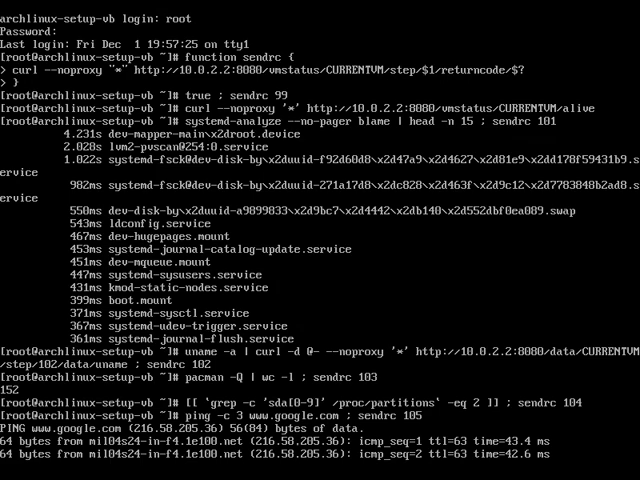 archlinux-setup-vb login: root
Password:
Last login: Fri Dec  1 19:57:25 on tty1
[root@archlinux-setup-vb ~]# function sendrc {
> curl --noproxy "*" http://10.0.2.2:8080/vmstatus/CURRENTVM/step/$1/returncode/$?
> }
[root@archlinux-setup-vb ~]# true ; sendrc 99
[root@archlinux-setup-vb ~]# curl --noproxy '*' http://10.0.2.2:8080/vmstatus/CURRENTVM/alive
[root@archlinux-setup-vb ~]# systemd-analyze --no-pager blame | head -n 15 ; sendrc 101
4.231s dev-mapper-main\x2droot.device
2.028s lvm2-pvscan@254:0.service
1.022s systemd-fsck@dev-disk-by\x2duuid-f92d60d8\x2d47a9\x2d4627\x2d81e9\x2dd178f59431b9.s
ervice
982ms systemd-fsck@dev-disk-by\x2duuid-271a17d8\x2dc828\x2d463f\x2d9c12\x2d7783848b2ad8.s
ervice
550ms dev-disk-by\x2duuid-a9899833\x2d9bc7\x2d4442\x2db140\x2d552dbf0ea089.swap
543ms ldconfig.service
467ms dev-hugepages.mount
453ms systemd-journal-catalog-update.service
451ms dev-mqueue.mount
447ms systemd-sysusers.service
431ms kmod-static-nodes.service
399ms boot.mount
371ms systemd-sysctl.service
367ms systemd-udev-trigger.service
361ms systemd-journal-flush.service
[root@archlinux-setup-vb ~]# uname -a | curl -d @- --noproxy '*' http://10.0.2.2:8080/data/CURRENTVM
/step/102/data/uname ; sendrc 102
[root@archlinux-setup-vb ~]# pacman -Q | wc -l ; sendrc 103
152
[root@archlinux-setup-vb ~]# [[ `grep -c 'sda[0-9]' /proc/partitions` -eq 2 ]] ; sendrc 104
[root@archlinux-setup-vb ~]# ping -c 3 www.google.com ; sendrc 105
PING www.google.com (216.58.205.36) 56(84) bytes of data.
64 bytes from mil04s24-in-f4.1e100.net (216.58.205.36): icmp_seq=1 ttl=63 time=43.4 ms
64 bytes from mil04s24-in-f4.1e100.net (216.58.205.36): icmp_seq=2 ttl=63 time=42.6 ms